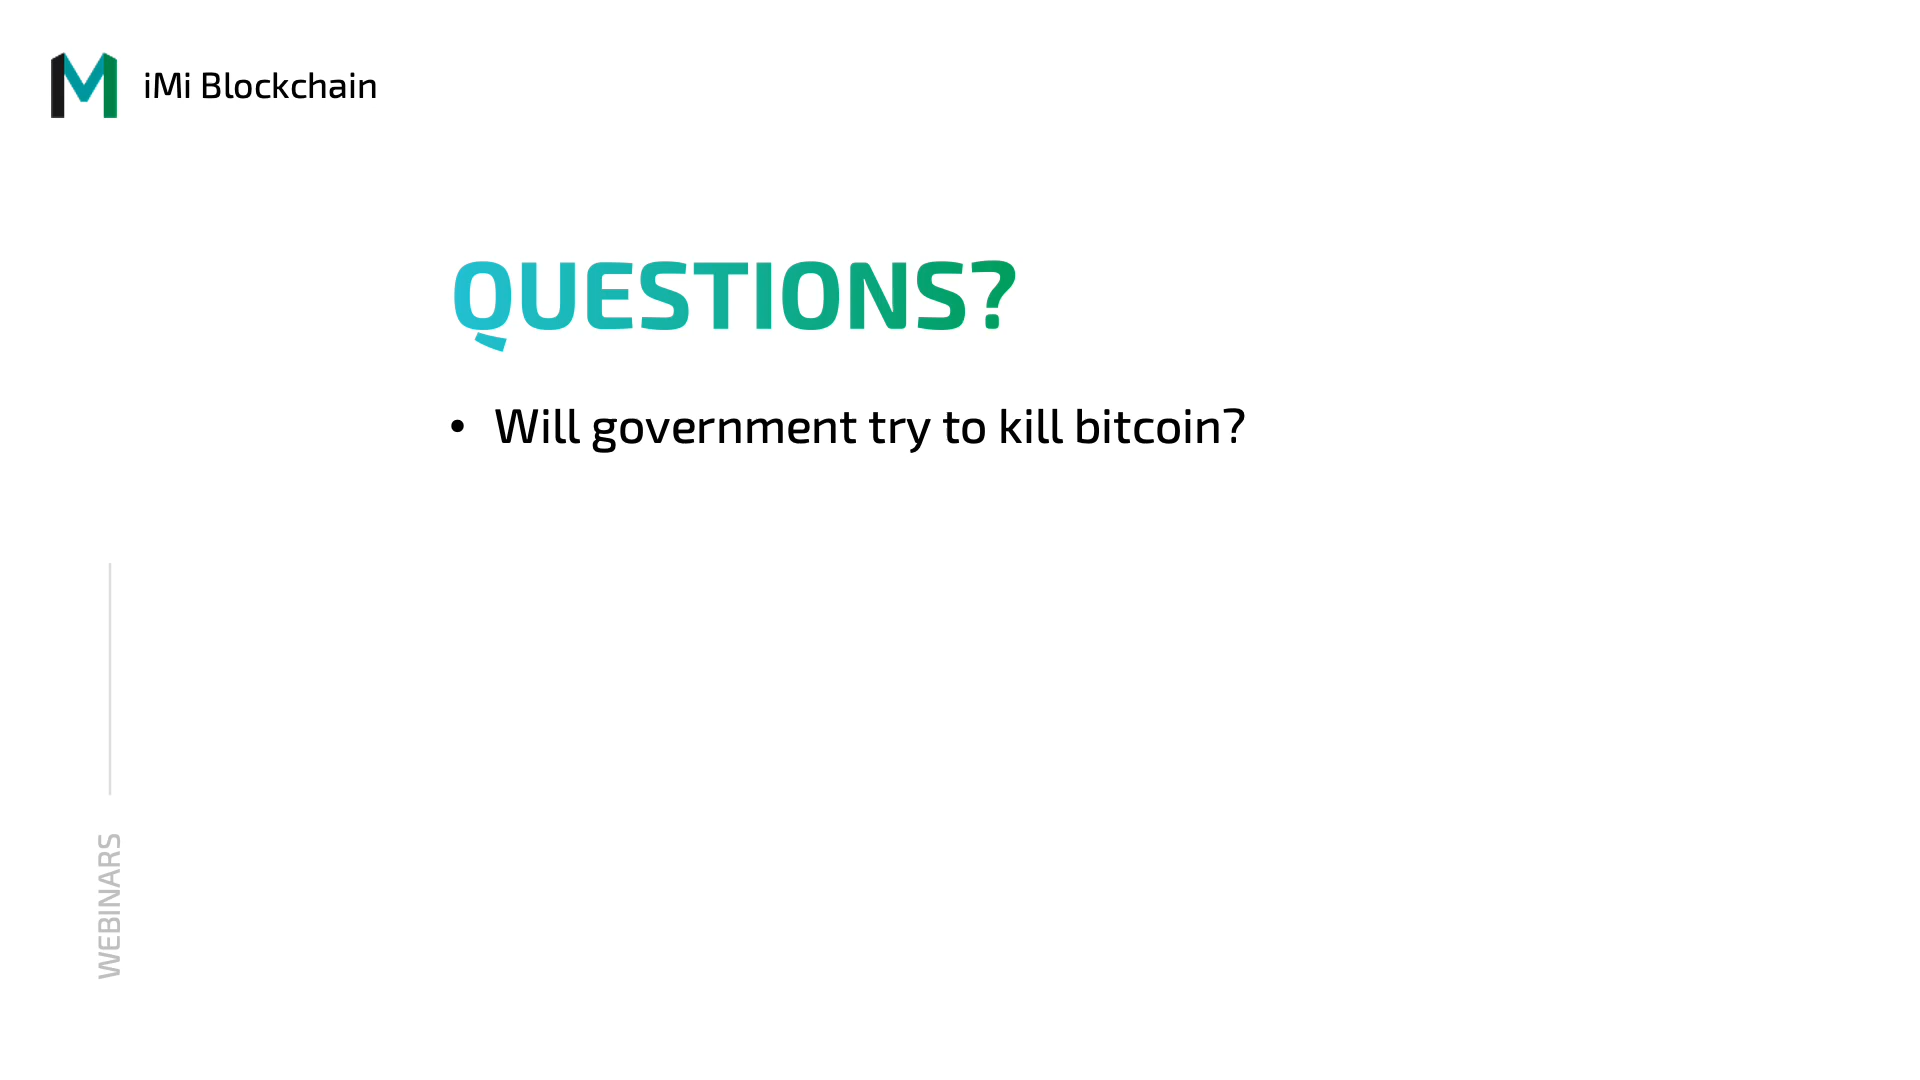 iMi Blockchain
QUESTIONS?
• Will government try to kill bitcoin?
WEBINARS